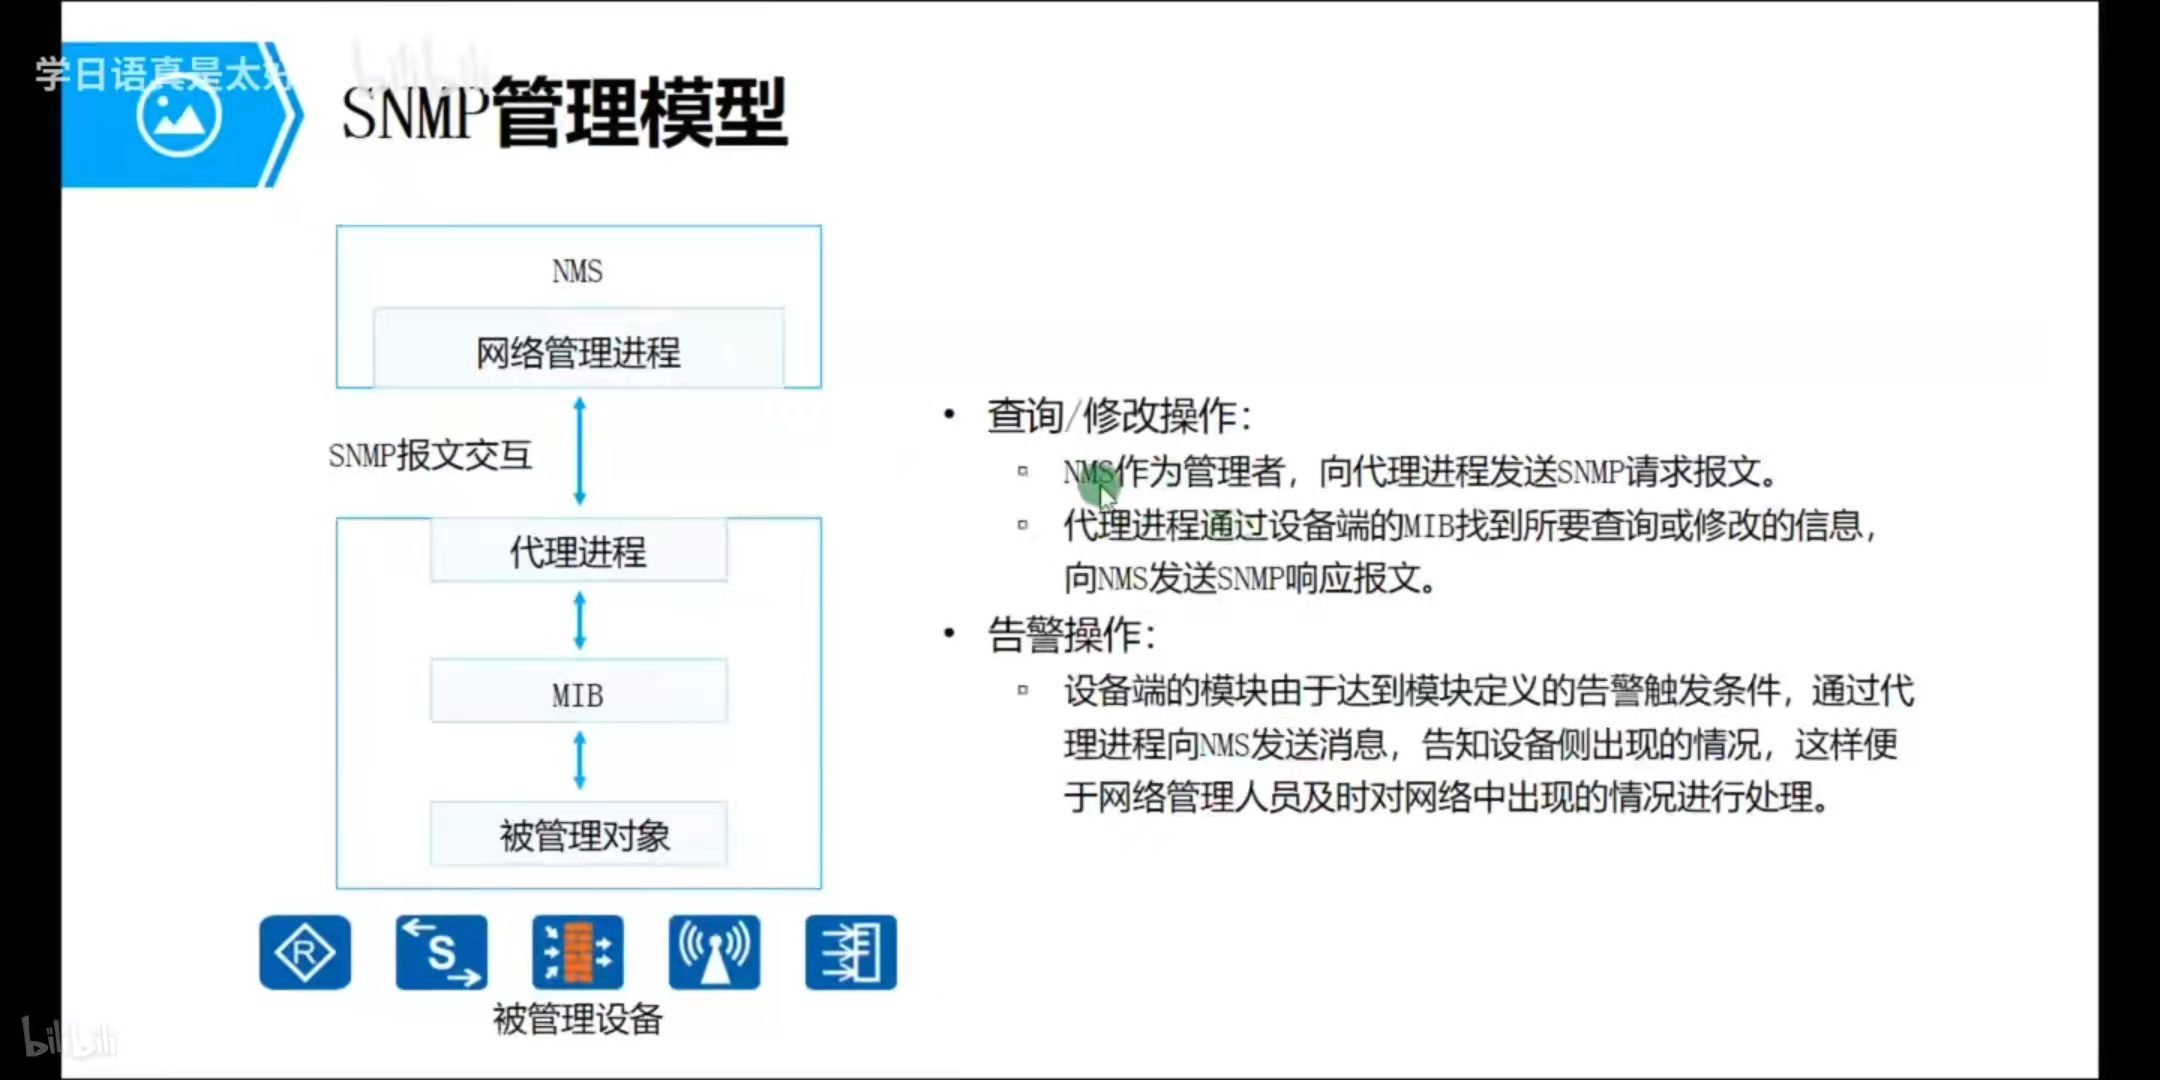 学日语真是太好
bilibili
SNMP管理模型
NMS
网络管理进程
SNMP报文交互
代理进程
MIB
被管理对象
R
S
被管理设备
• 查询/修改操作:
▫ NMS作为管理者，向代理进程发送SNMP请求报文。
▫ 代理进程通过设备端的MIB找到所要查询或修改的信息，
向NMS发送SNMP响应报文。
• 告警操作:
▫ 设备端的模块由于达到模块定义的告警触发条件，通过代
理进程向NMS发送消息，告知设备侧出现的情况，这样便
于网络管理人员及时对网络中出现的情况进行处理。
bilibili